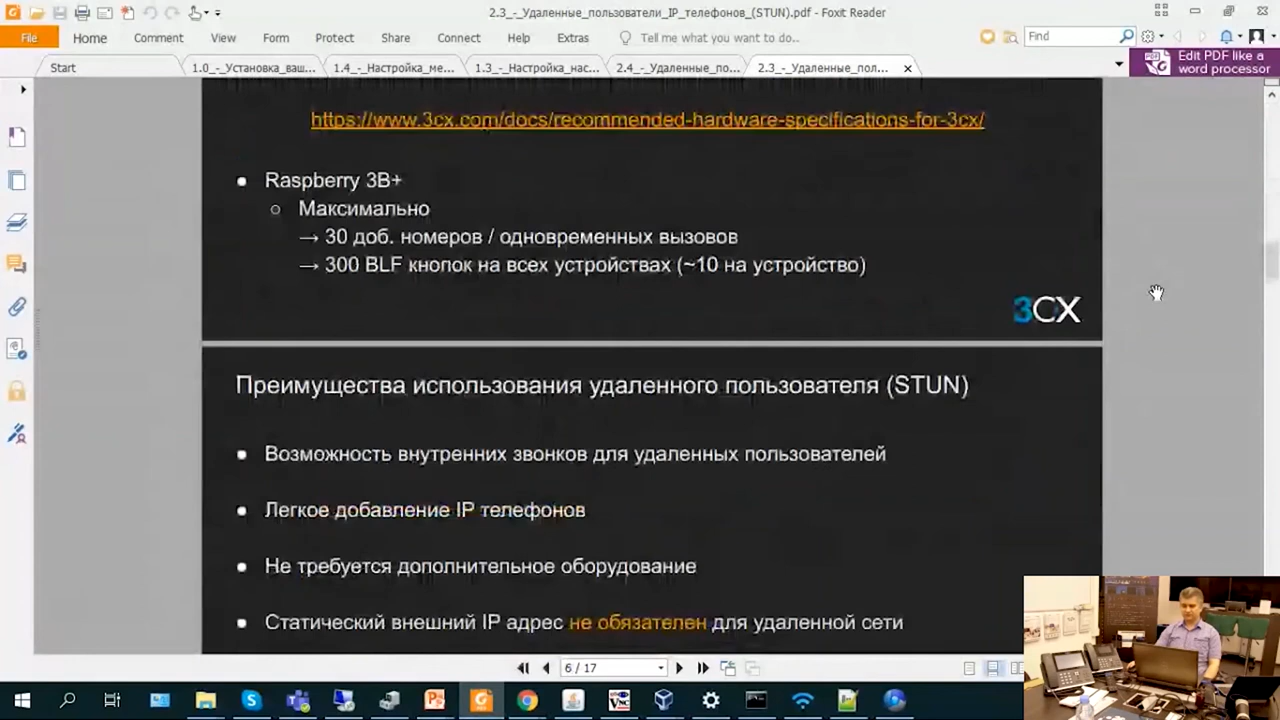 2.3_-_Удаленные_пользователи_IP_телефонов_(STUN).pdf - Foxit Reader
File Home Comment View Form Protect Share Connect Help Extras Tell me what you want to do... Find
Start 1.0_-_Установка_ваш... 1.4_-_Настройка_ме... 1.3_-_Настройка_нас... 2.4_-_Удаленные_по... 2.3_-_Удаленные_пол...
Edit PDF like a
word processor
https://www.3cx.com/docs/recommended-hardware-specifications-for-3cx/
● Raspberry 3B+
○ Максимально
→ 30 доб. номеров / одновременных вызовов
→ 300 BLF кнопок на всех устройствах (~10 на устройство)
3CX
Преимущества использования удаленного пользователя (STUN)
● Возможность внутренних звонков для удаленных пользователей
● Легкое добавление IP телефонов
● Не требуется дополнительное оборудование
● Статический внешний IP адрес не обязателен для удаленной сети
6 / 17